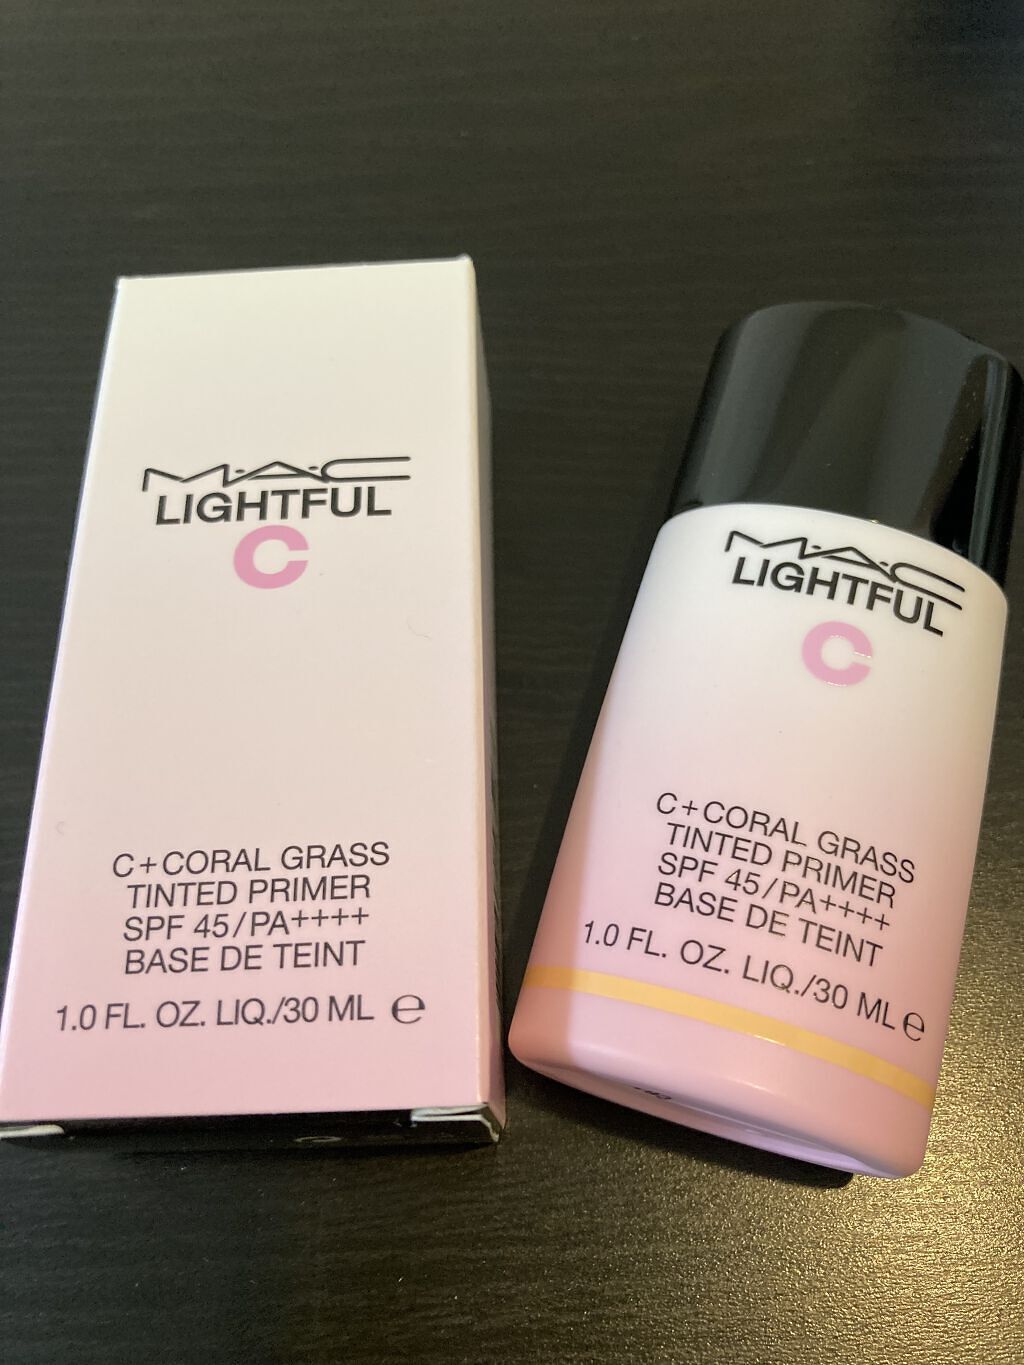 M·A·C
LIGHTFUL
C
C+CORAL GRASS
TINTED PRIMER
SPF 45/PA++++
BASE DE TEINT
1.0 FL. OZ. LIQ./30 ML ℮
M·A·C
LIGHTFUL
C
C+CORAL GRASS
TINTED PRIMER
SPF 45/PA++++
BASE DE TEINT
1.0 FL. OZ. LIQ./30 ML ℮